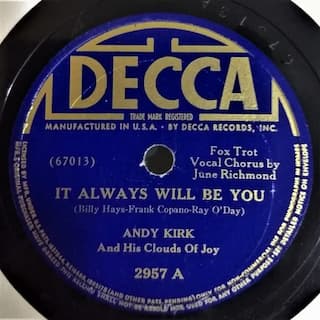 DECCA
TRADE MARK REGISTERED
MANUFACTURED IN U.S.A. - BY DECCA RECORDS, INC.
(67013)
Fox Trot
Vocal Chorus by
June Richmond
IT ALWAYS WILL BE YOU
(Billy Hays-Frank Copano-Ray O'Day)
ANDY KIRK
And His Clouds Of Joy
2957 A